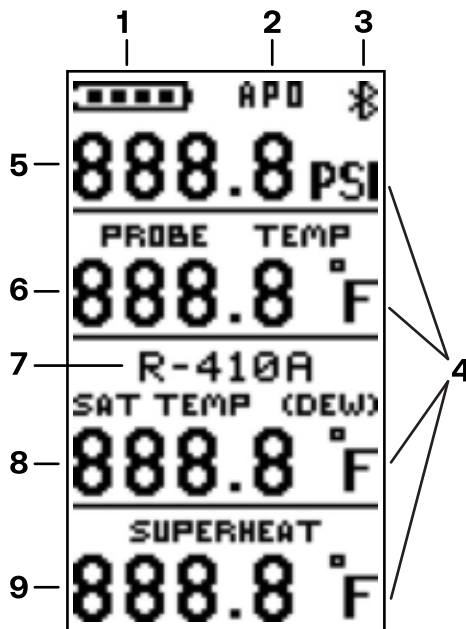 1 2 3
APO
5 888.8 PSI
PROBE TEMP
6 888.8 °F
7 R-410A 4
SAT TEMP (DEW)
8 888.8 °F
SUPERHEAT
9 888.8 °F